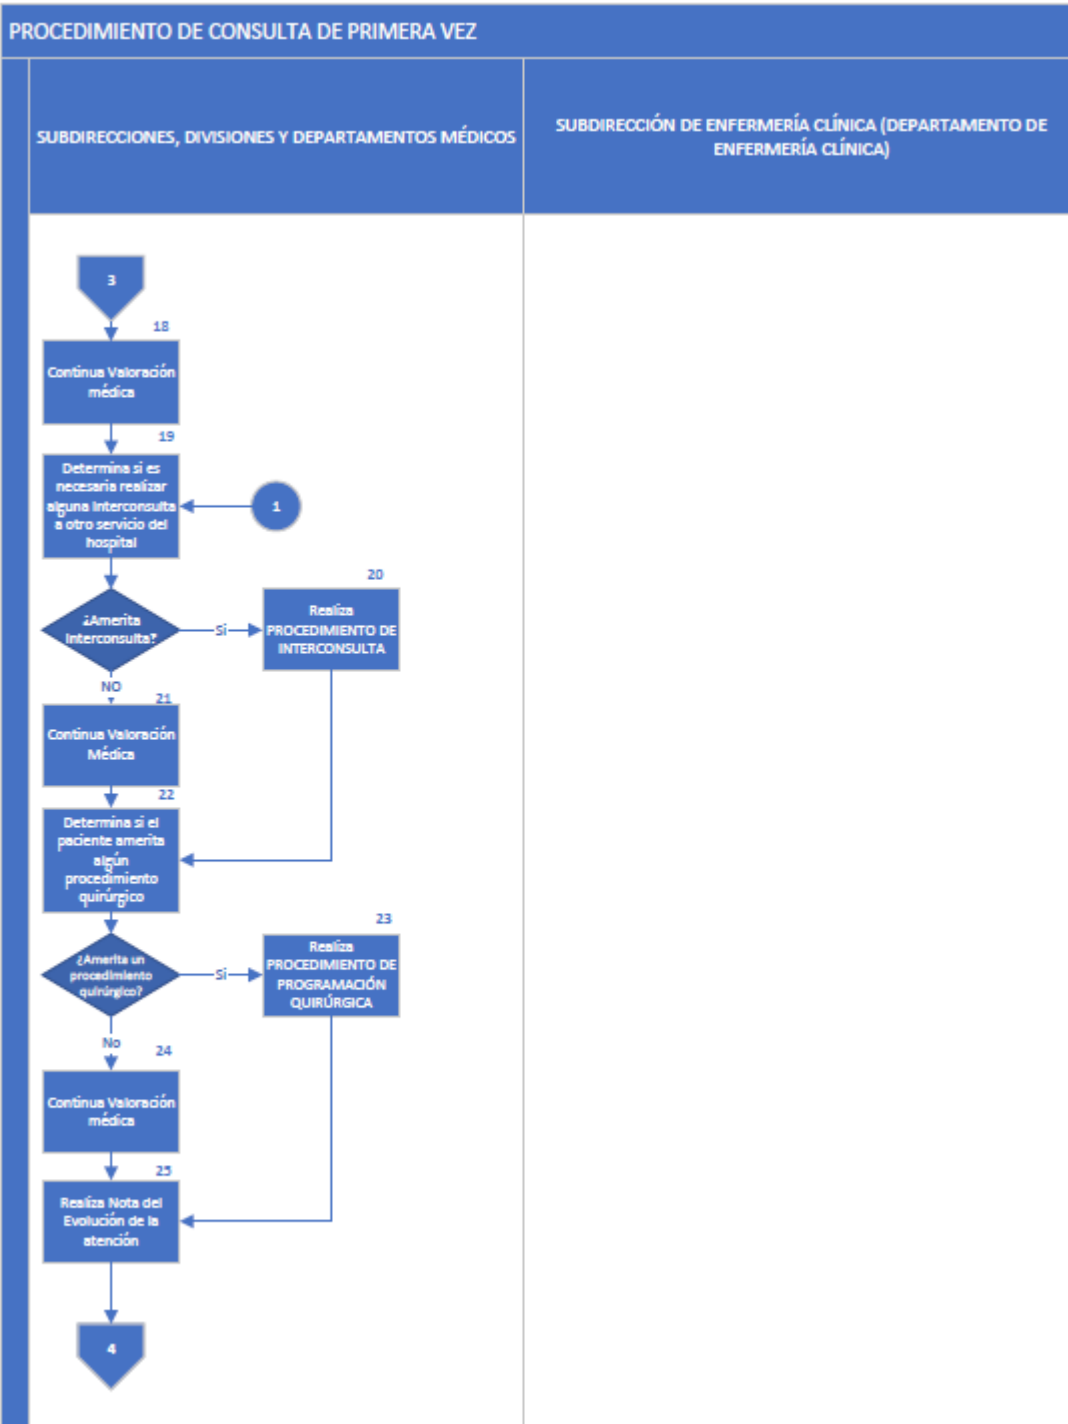 PROCEDIMIENTO DE CONSULTA DE PRIMERA VEZ
SUBDIRECCIONES, DIVISIONES Y DEPARTAMENTOS MÉDICOS
SUBDIRECCIÓN DE ENFERMERÍA CLÍNICA (DEPARTAMENTO DE
ENFERMERÍA CLÍNICA)
3
18
Continua Valoración
médica
19
Determina si es
necesaria realizar
alguna interconsulta
a otro servicio del
hospital
1
¿Amerita
Interconsulta?
Si
20
Realiza
PROCEDIMIENTO DE
INTERCONSULTA
NO
21
Continua Valoración
Médica
22
Determina si el
paciente amerita
algún
procedimiento
quirúrgico
¿Amerita un
procedimiento
quirúrgico?
Si
23
Realiza
PROCEDIMIENTO DE
PROGRAMACIÓN
QUIRÚRGICA
No
24
Continua Valoración
médica
25
Realiza Nota del
Evolución de la
atención
4